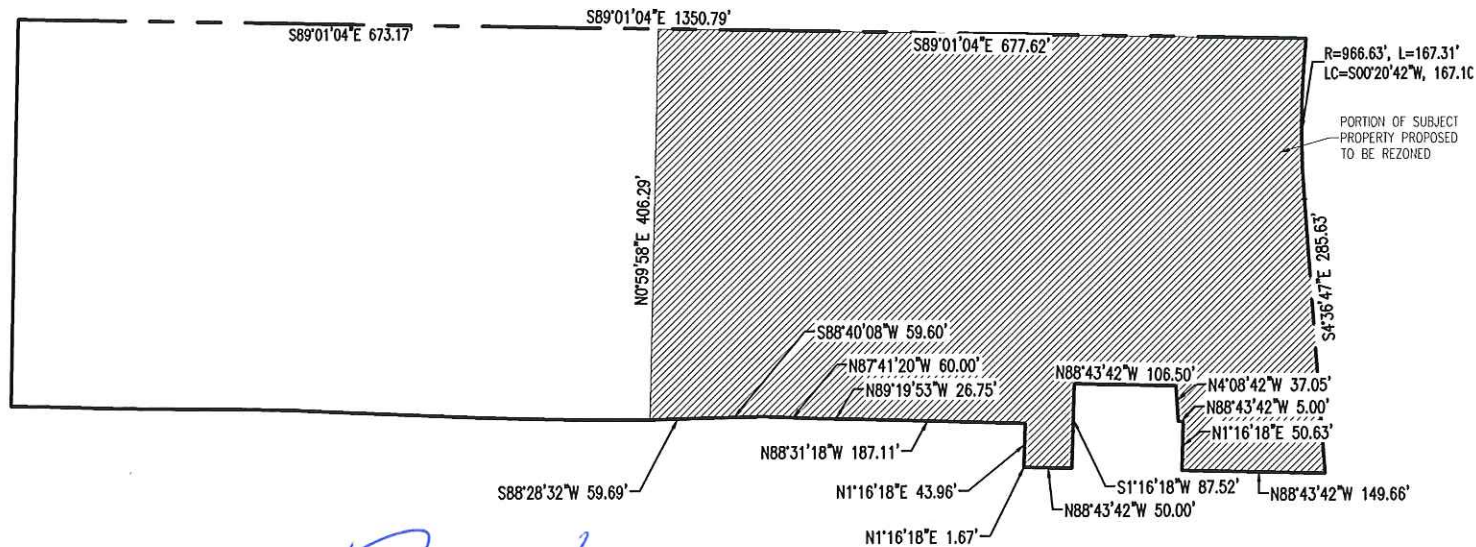 S89°01'04"E 1350.79'
S89°01'04"E 673.17'
S89°01'04"E 677.62'
R=966.63', L=167.31'
LC=S00°20'42"W, 167.10
PORTION OF SUBJECT
PROPERTY PROPOSED
TO BE REZONED
N0°59'58"E 406.29'
S4°36'47"E 285.63'
S88°40'08"W 59.60'
N87°41'20"W 60.00'
N89°19'53"W 26.75'
N88°43'42"W 106.50'
N4°08'42"W 37.05'
N88°43'42"W 5.00'
N1°16'18"E 50.63'
N88°31'18"W 187.11'
S88°28'32"W 59.69'
N1°16'18"E 43.96'
S1°16'18"W 87.52'
N88°43'42"W 149.66'
N88°43'42"W 50.00'
N1°16'18"E 1.67'